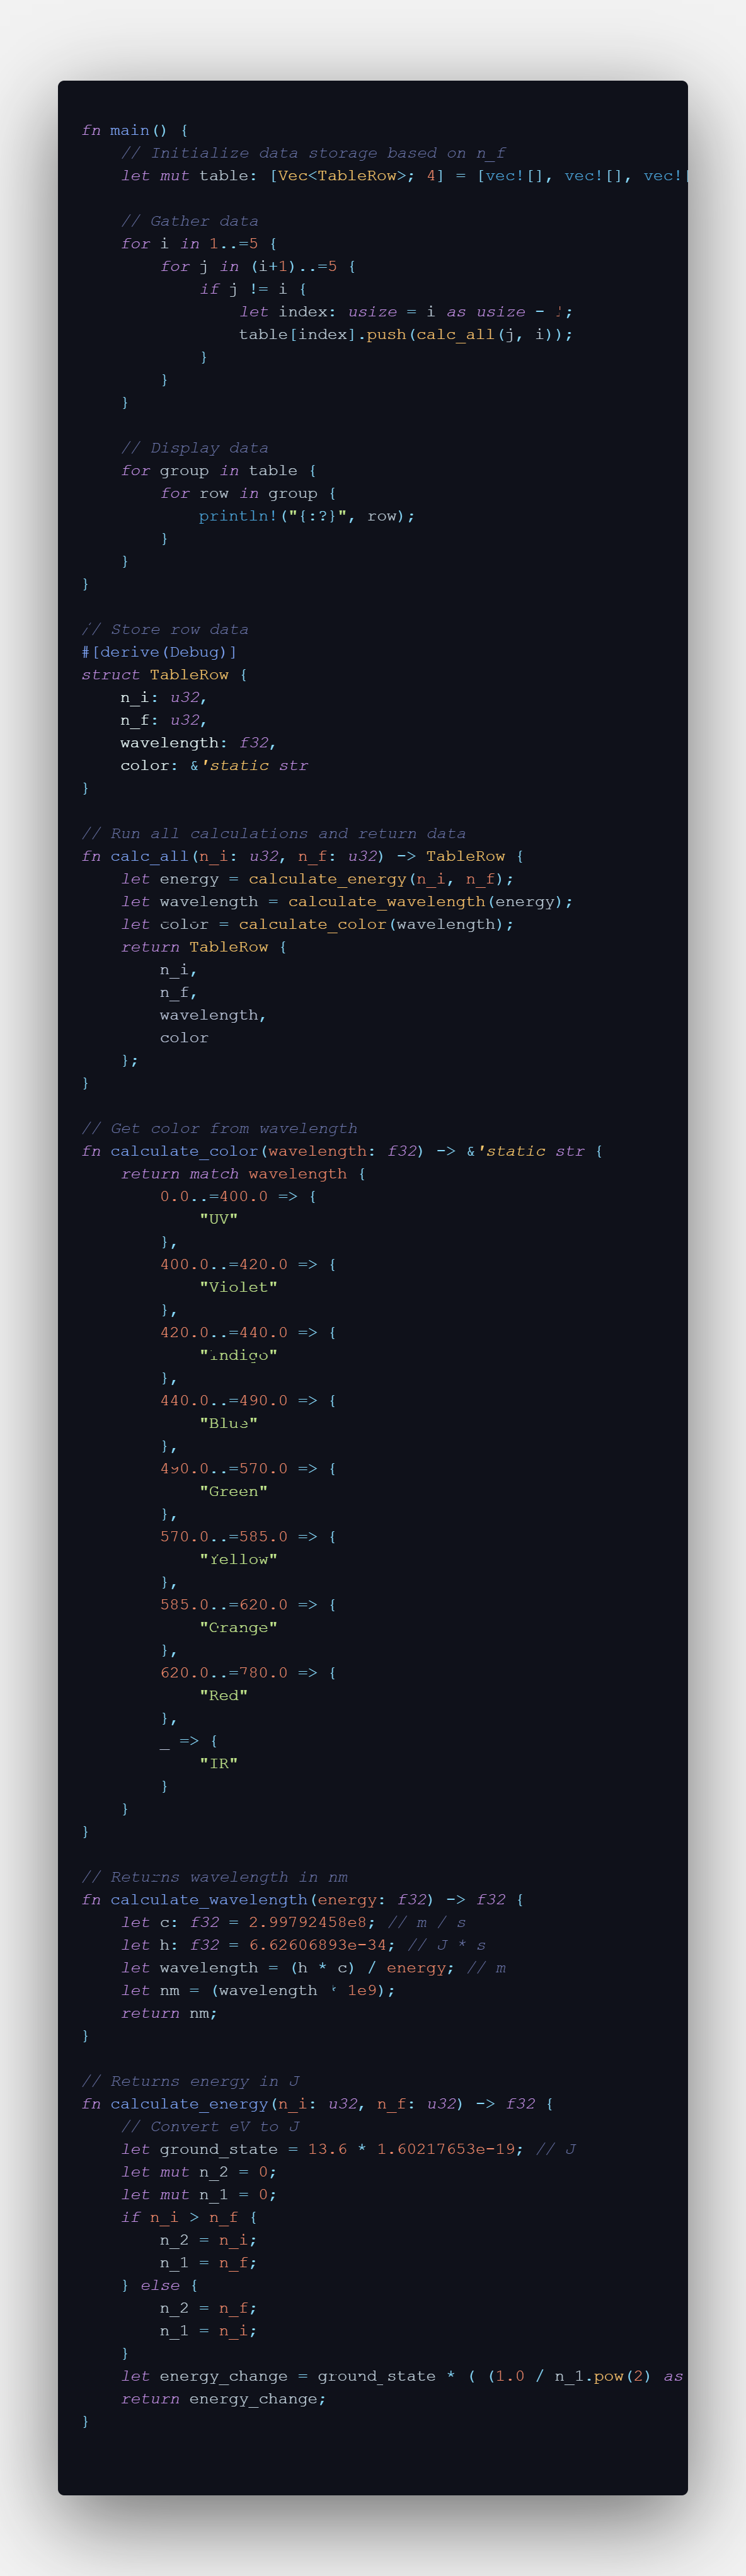 fn main() {
    // Initialize data storage based on n_f
    let mut table: [Vec<TableRow>; 4] = [vec![], vec![], vec![

    // Gather data
    for i in 1..=5 {
        for j in (i+1)..=5 {
            if j != i {
                let index: usize = i as usize - 1;
                table[index].push(calc_all(j, i));
            }
        }
    }

    // Display data
    for group in table {
        for row in group {
            println!("{:?}", row);
        }
    }
}

// Store row data
#[derive(Debug)]
struct TableRow {
    n_i: u32,
    n_f: u32,
    wavelength: f32,
    color: &'static str
}

// Run all calculations and return data
fn calc_all(n_i: u32, n_f: u32) -> TableRow {
    let energy = calculate_energy(n_i, n_f);
    let wavelength = calculate_wavelength(energy);
    let color = calculate_color(wavelength);
    return TableRow {
        n_i,
        n_f,
        wavelength,
        color
    };
}

// Get color from wavelength
fn calculate_color(wavelength: f32) -> &'static str {
    return match wavelength {
        0.0..=400.0 => {
            "UV"
        },
        400.0..=420.0 => {
            "Violet"
        },
        420.0..=440.0 => {
            "Indigo"
        },
        440.0..=490.0 => {
            "Blue"
        },
        490.0..=570.0 => {
            "Green"
        },
        570.0..=585.0 => {
            "Yellow"
        },
        585.0..=620.0 => {
            "Orange"
        },
        620.0..=780.0 => {
            "Red"
        },
        _ => {
            "IR"
        }
    }
}

// Returns wavelength in nm
fn calculate_wavelength(energy: f32) -> f32 {
    let c: f32 = 2.99792458e8; // m / s
    let h: f32 = 6.62606893e-34; // J * s
    let wavelength = (h * c) / energy; // m
    let nm = (wavelength * 1e9);
    return nm;
}

// Returns energy in J
fn calculate_energy(n_i: u32, n_f: u32) -> f32 {
    // Convert eV to J
    let ground_state = 13.6 * 1.60217653e-19; // J
    let mut n_2 = 0;
    let mut n_1 = 0;
    if n_i > n_f {
        n_2 = n_i;
        n_1 = n_f;
    } else {
        n_2 = n_f;
        n_1 = n_i;
    }
    let energy_change = ground_state * ( (1.0 / n_1.pow(2) as
    return energy_change;
}